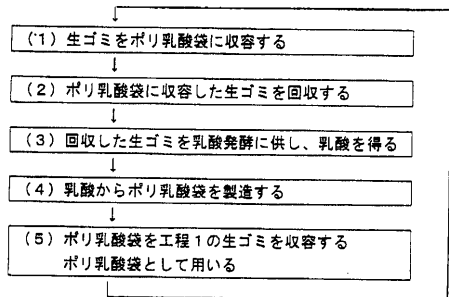 (1) 生ゴミをポリ乳酸袋に収容する
(2) ポリ乳酸袋に収容した生ゴミを回収する
(3) 回収した生ゴミを乳酸発酵に供し、乳酸を得る
(4) 乳酸からポリ乳酸袋を製造する
(5) ポリ乳酸袋を工程1の生ゴミを収容する
ポリ乳酸袋として用いる